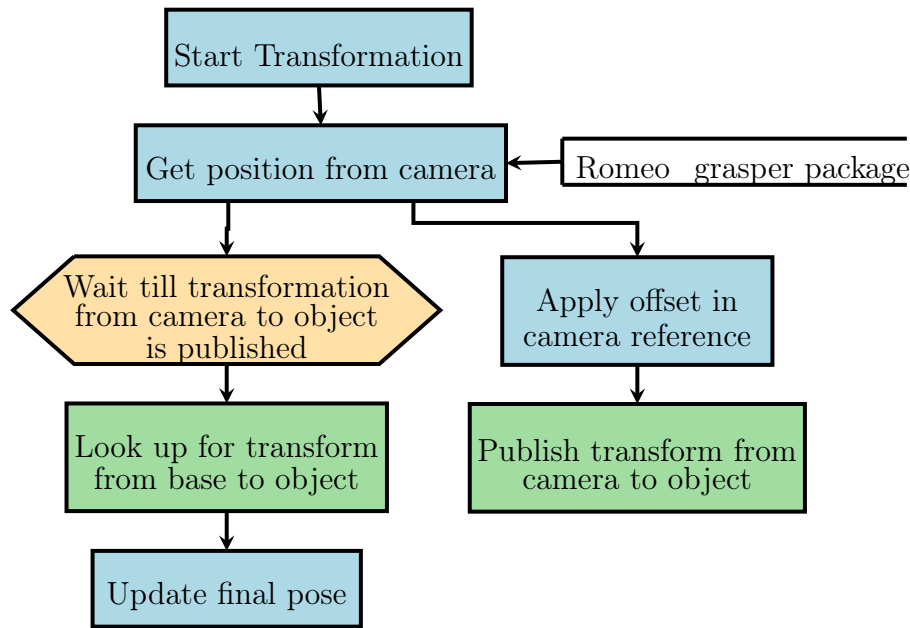 Start Transformation
Get position from camera
Romeo grasper package
Wait till transformation
from camera to object
is published
Apply offset in
camera reference
Look up for transform
from base to object
Publish transform from
camera to object
Update final pose